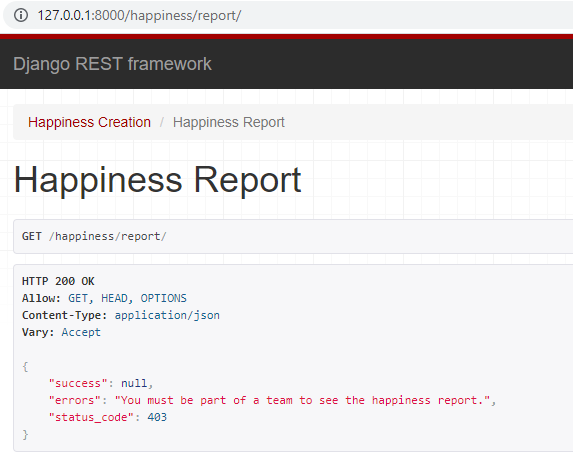 127.0.0.1:8000/happiness/report/
Django REST framework
Happiness Creation / Happiness Report
Happiness Report
GET /happiness/report/
HTTP 200 OK
Allow: GET, HEAD, OPTIONS
Content-Type: application/json
Vary: Accept
{
    "success": null,
    "errors": "You must be part of a team to see the happiness report.",
    "status_code": 403
}